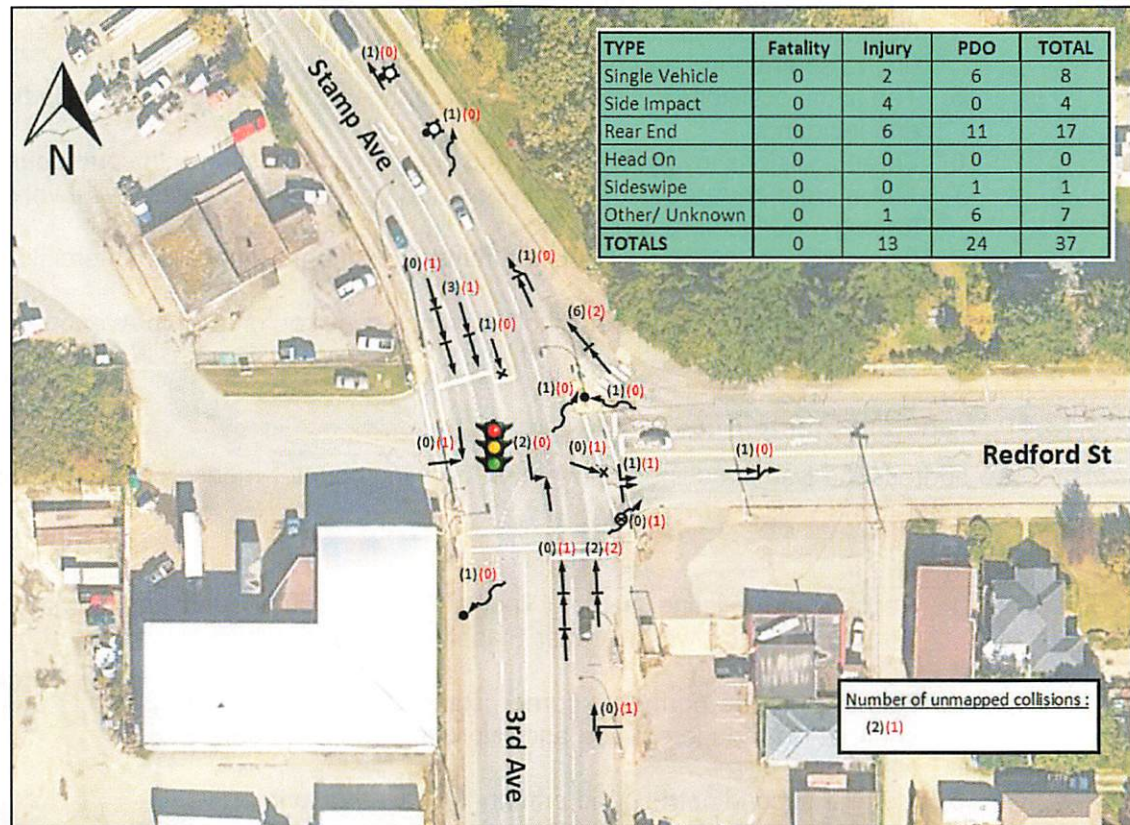 TYPE Fatality Injury PDO TOTAL
Single Vehicle 0 2 6 8
Side Impact 0 4 0 4
Rear End 0 6 11 17
Head On 0 0 0 0
Sideswipe 0 0 1 1
Other/ Unknown 0 1 6 7
TOTALS 0 13 24 37
N
Stamp Ave
(1)(0)
(1)(0)
(0)(1)
(3)(1)
(1)(0)
(1)(0)
(6)(2)
(1)(0)
(1)(0)
(0)(1)
(2)(0)
(0)(1)
(1)(1)
(1)(0)
Redford St
(0)(1)
(0)(1)
(2)(2)
(1)(0)
(0)(1)
3rd Ave
Number of unmapped collisions :
(2)(1)